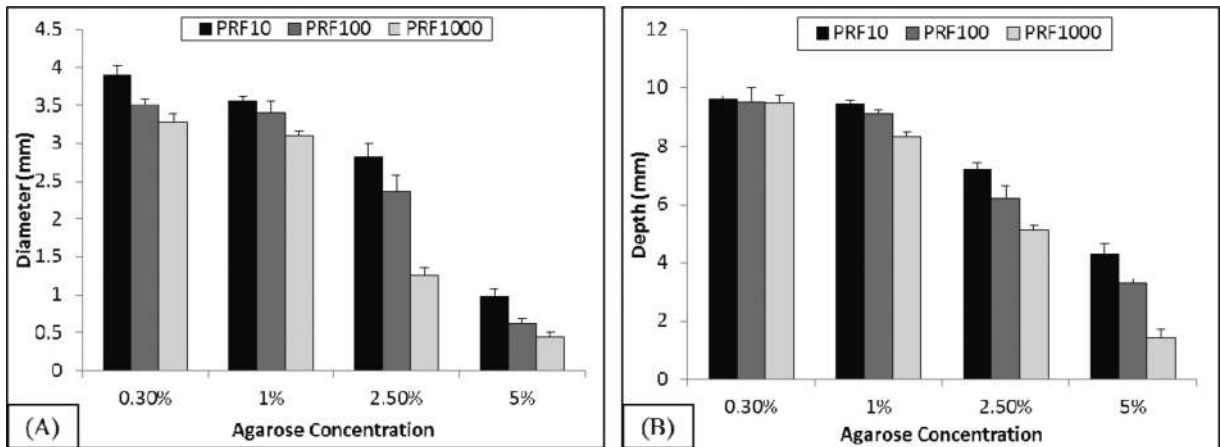 PRF10 PRF100 PRF1000
4.5
4
3.5
3
2.5
2
1.5
1
0.5
0
Diameter (mm)
0.30% 1% 2.50% 5%
Agarose Concentration
(A)
PRF10 PRF100 PRF1000
12
10
8
6
4
2
0
Depth (mm)
0.30% 1% 2.50% 5%
Agarose Concentration
(B)